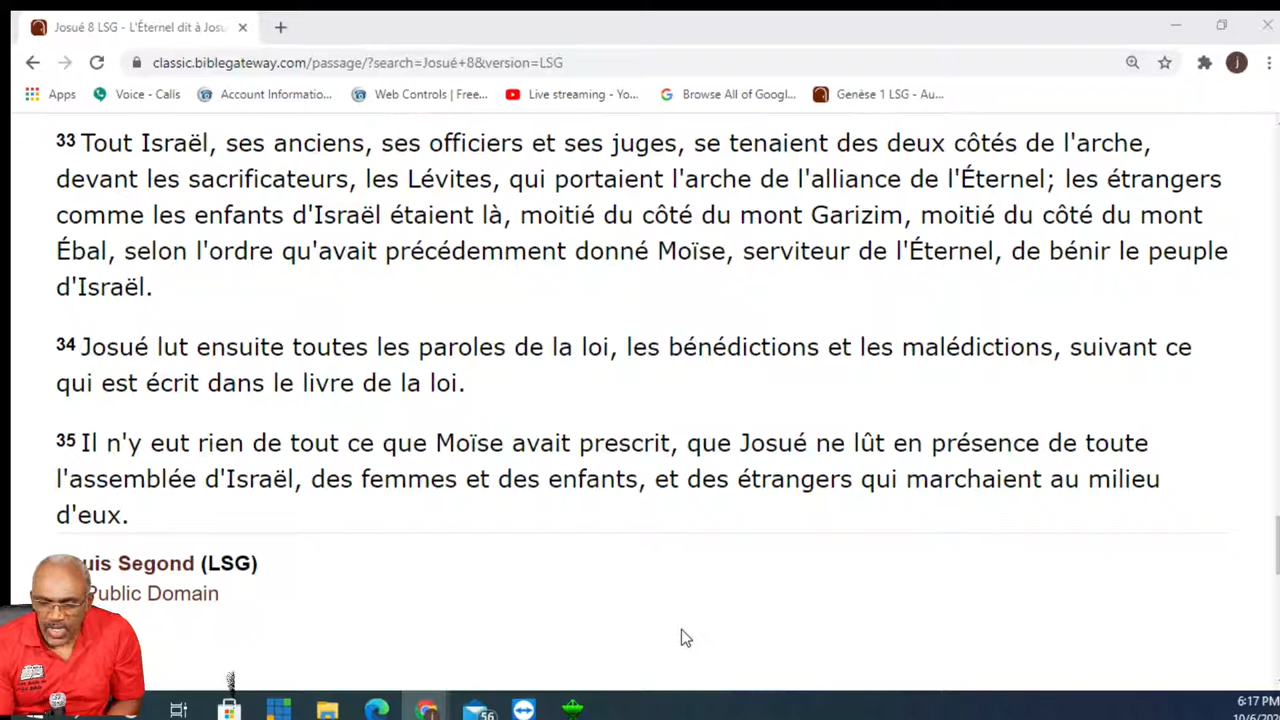 Josué 8 LSG - L'Éternel dit à Josu
classic.biblegateway.com/passage/?search=Josué+8&version=LSG
j
Apps Voice - Calls Account Informatio... Web Controls | Free... Live streaming - Yo... Browse All of Googl... Genèse 1 LSG - Au...
33 Tout Israël, ses anciens, ses officiers et ses juges, se tenaient des deux côtés de l'arche,
devant les sacrificateurs, les Lévites, qui portaient l'arche de l'alliance de l'Éternel; les étrangers
comme les enfants d'Israël étaient là, moitié du côté du mont Garizim, moitié du côté du mont
Ébal, selon l'ordre qu'avait précédemment donné Moïse, serviteur de l'Éternel, de bénir le peuple
d'Israël.
34 Josué lut ensuite toutes les paroles de la loi, les bénédictions et les malédictions, suivant ce
qui est écrit dans le livre de la loi.
35 Il n'y eut rien de tout ce que Moïse avait prescrit, que Josué ne lût en présence de toute
l'assemblée d'Israël, des femmes et des enfants, et des étrangers qui marchaient au milieu
d'eux.
uis Segond (LSG)
Public Domain
56
6:17 PM